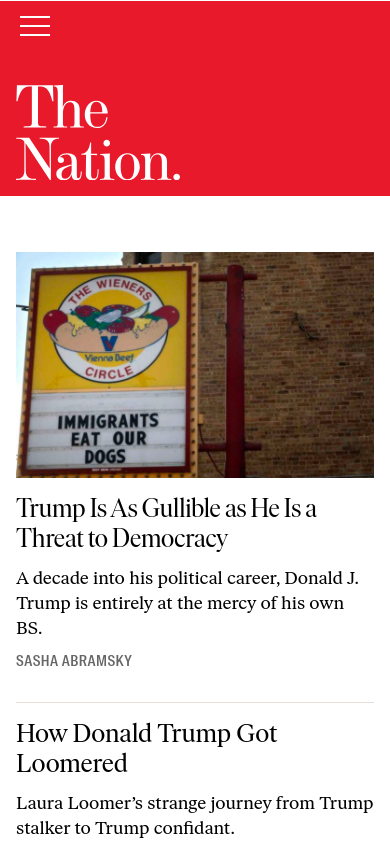 The
Nation.
THE WIENERS
Vienna Beef
CIRCLE
IMMIGRANTS
EAT OUR
DOGS
Trump Is As Gullible as He Is a
Threat to Democracy
A decade into his political career, Donald J.
Trump is entirely at the mercy of his own
BS.
SASHA ABRAMSKY
How Donald Trump Got
Loomered
Laura Loomer’s strange journey from Trump
stalker to Trump confidant.